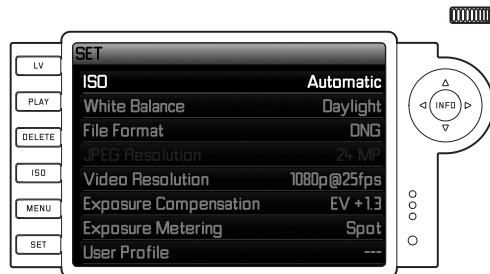 SET
LV
PLAY
DELETE
ISO
MENU
SET
ISO Automatic
White Balance Daylight
File Format DNG
JPEG Resolution 24 MP
Video Resolution 1080p@25fps
Exposure Compensation EV +1.3
Exposure Metering Spot
User Profile ---
INFO